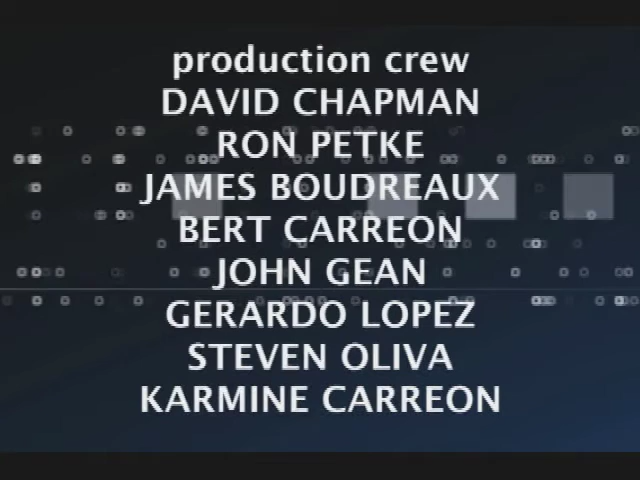 production crew
DAVID CHAPMAN
RON PETKE
JAMES BOUDREAUX
BERT CARREON
JOHN GEAN
GERARDO LOPEZ
STEVEN OLIVA
KARMINE CARREON